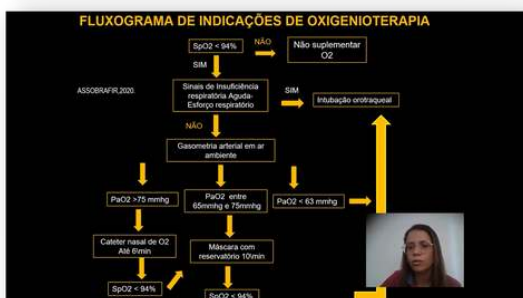 FLUXOGRAMA DE INDICAÇÕES DE OXIGENIOTERAPIA
SpO2 < 94%
NÃO
Não suplementar
O2
SIM
ASSOBRAFIR,2020.
Sinais de Insuficiência
respiratória Aguda-
Esforço respiratório
SIM
Intubação orotraqueal
NÃO
Gasometria arterial em ar
ambiente
PaO2 >75 mmhg
PaO2 entre
65mmhg e 75mmhg
PaO2 < 63 mmhg
Cateter nasal de O2
Até 6\min
Máscara com
reservatório 10\min
SpO2 < 94%
SpO2 < 94%